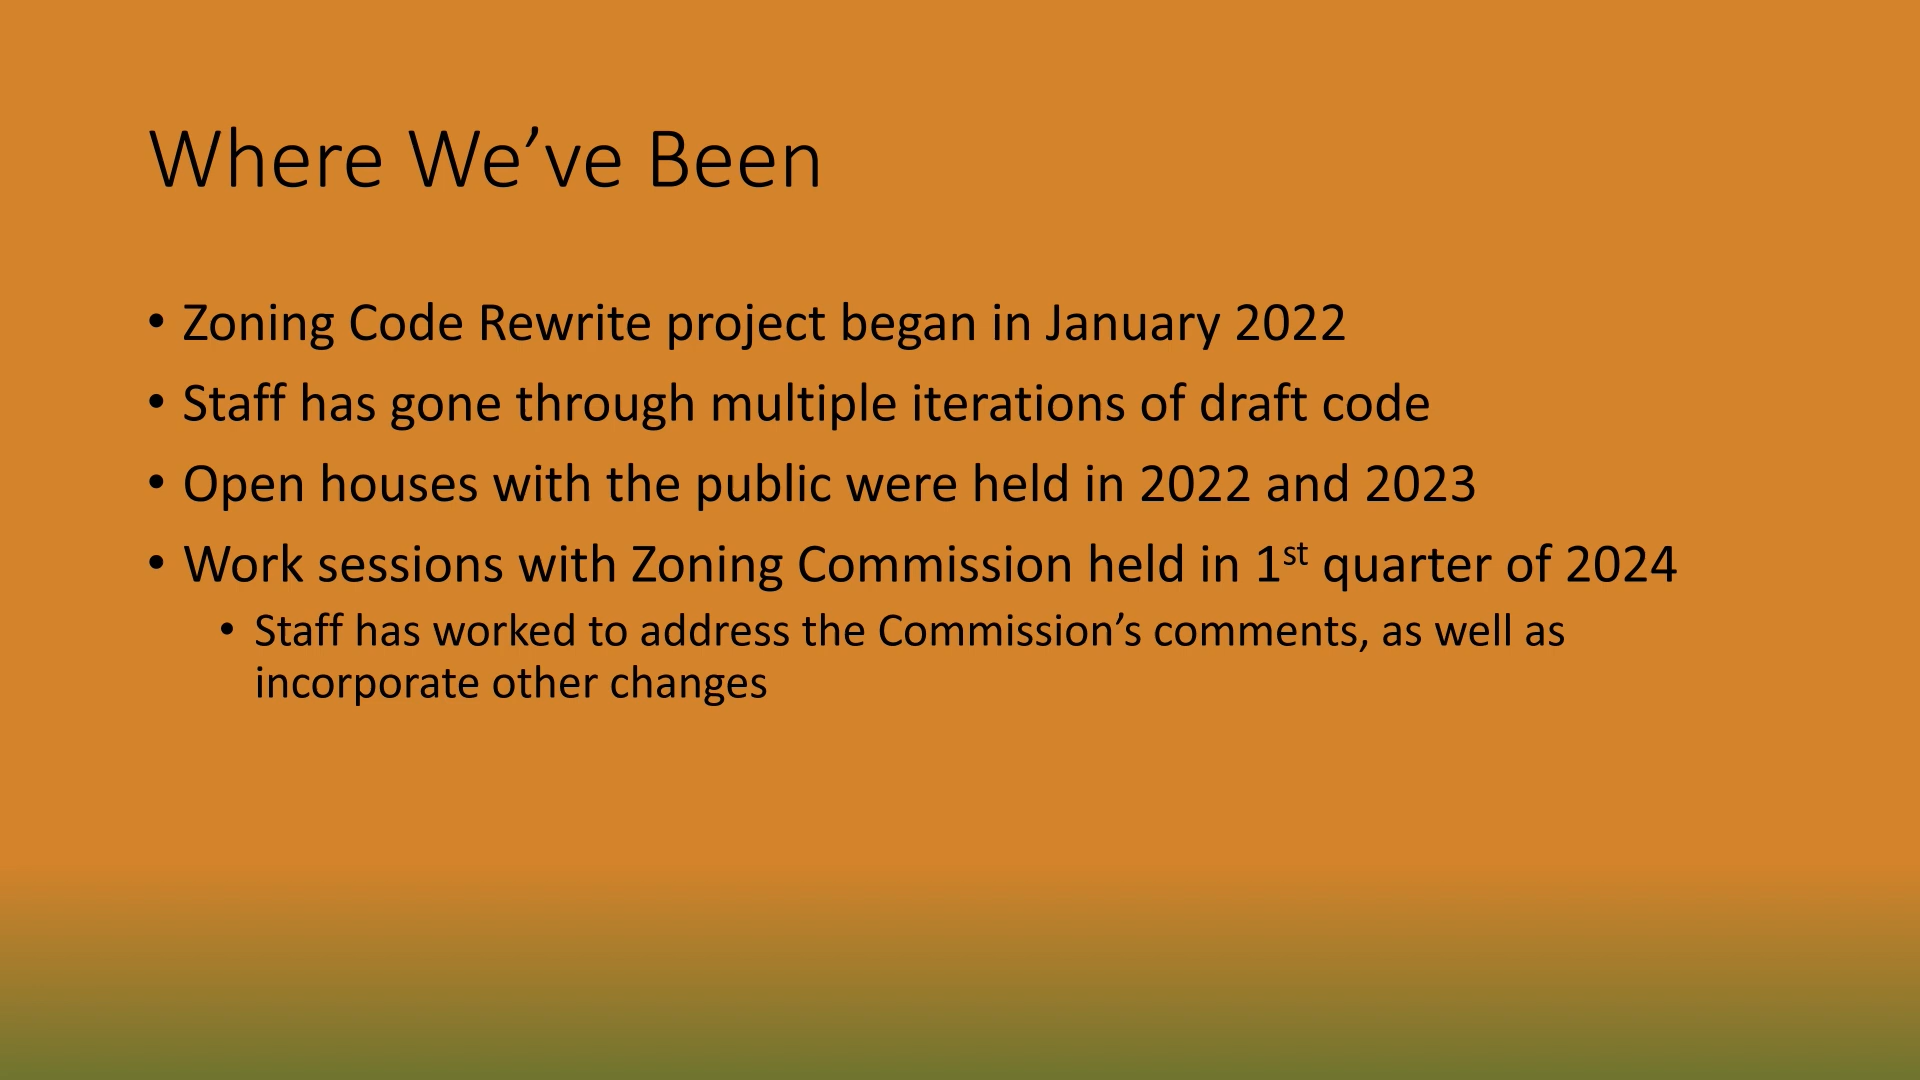 Where We’ve Been
• Zoning Code Rewrite project began in January 2022
• Staff has gone through multiple iterations of draft code
• Open houses with the public were held in 2022 and 2023
• Work sessions with Zoning Commission held in 1st quarter of 2024
• Staff has worked to address the Commission’s comments, as well as
incorporate other changes